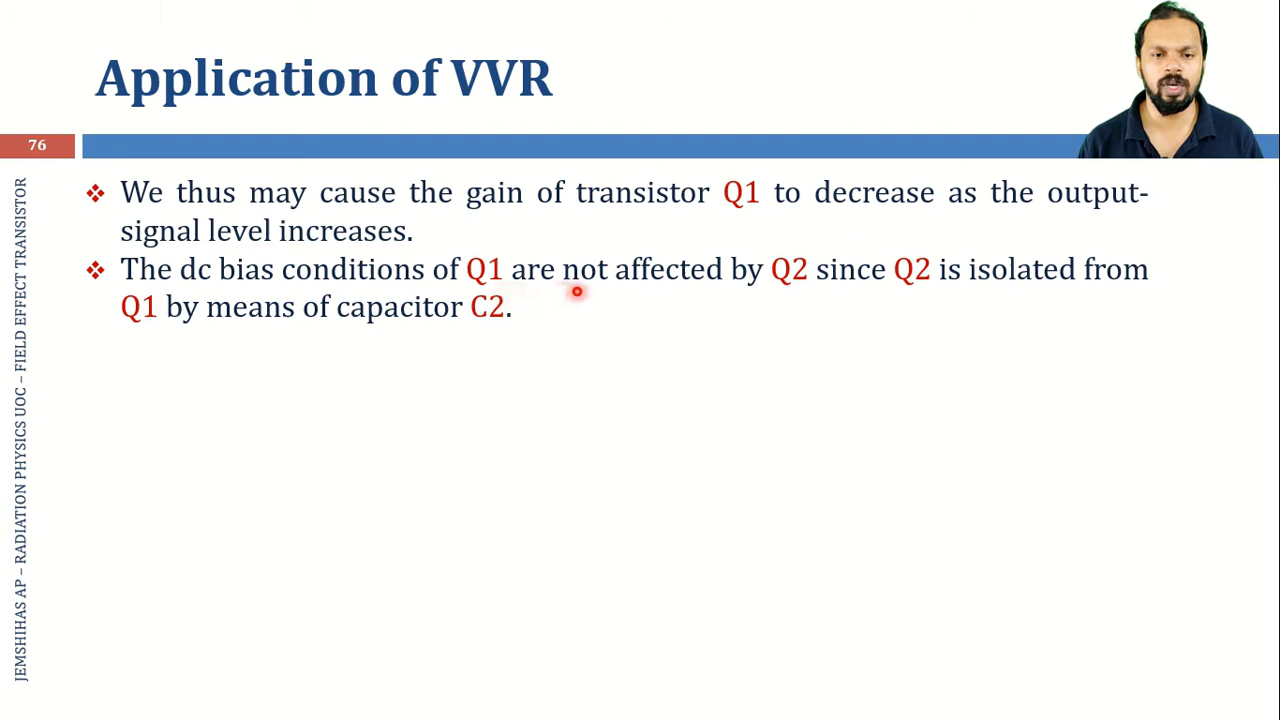 Application of VVR
76
We thus may cause the gain of transistor Q1 to decrease as the output-
signal level increases.
The dc bias conditions of Q1 are not affected by Q2 since Q2 is isolated from
Q1 by means of capacitor C2.
JEMSHIHAS AP – RADIATION PHYSICS UOC – FIELD EFFECT TRANSISTOR